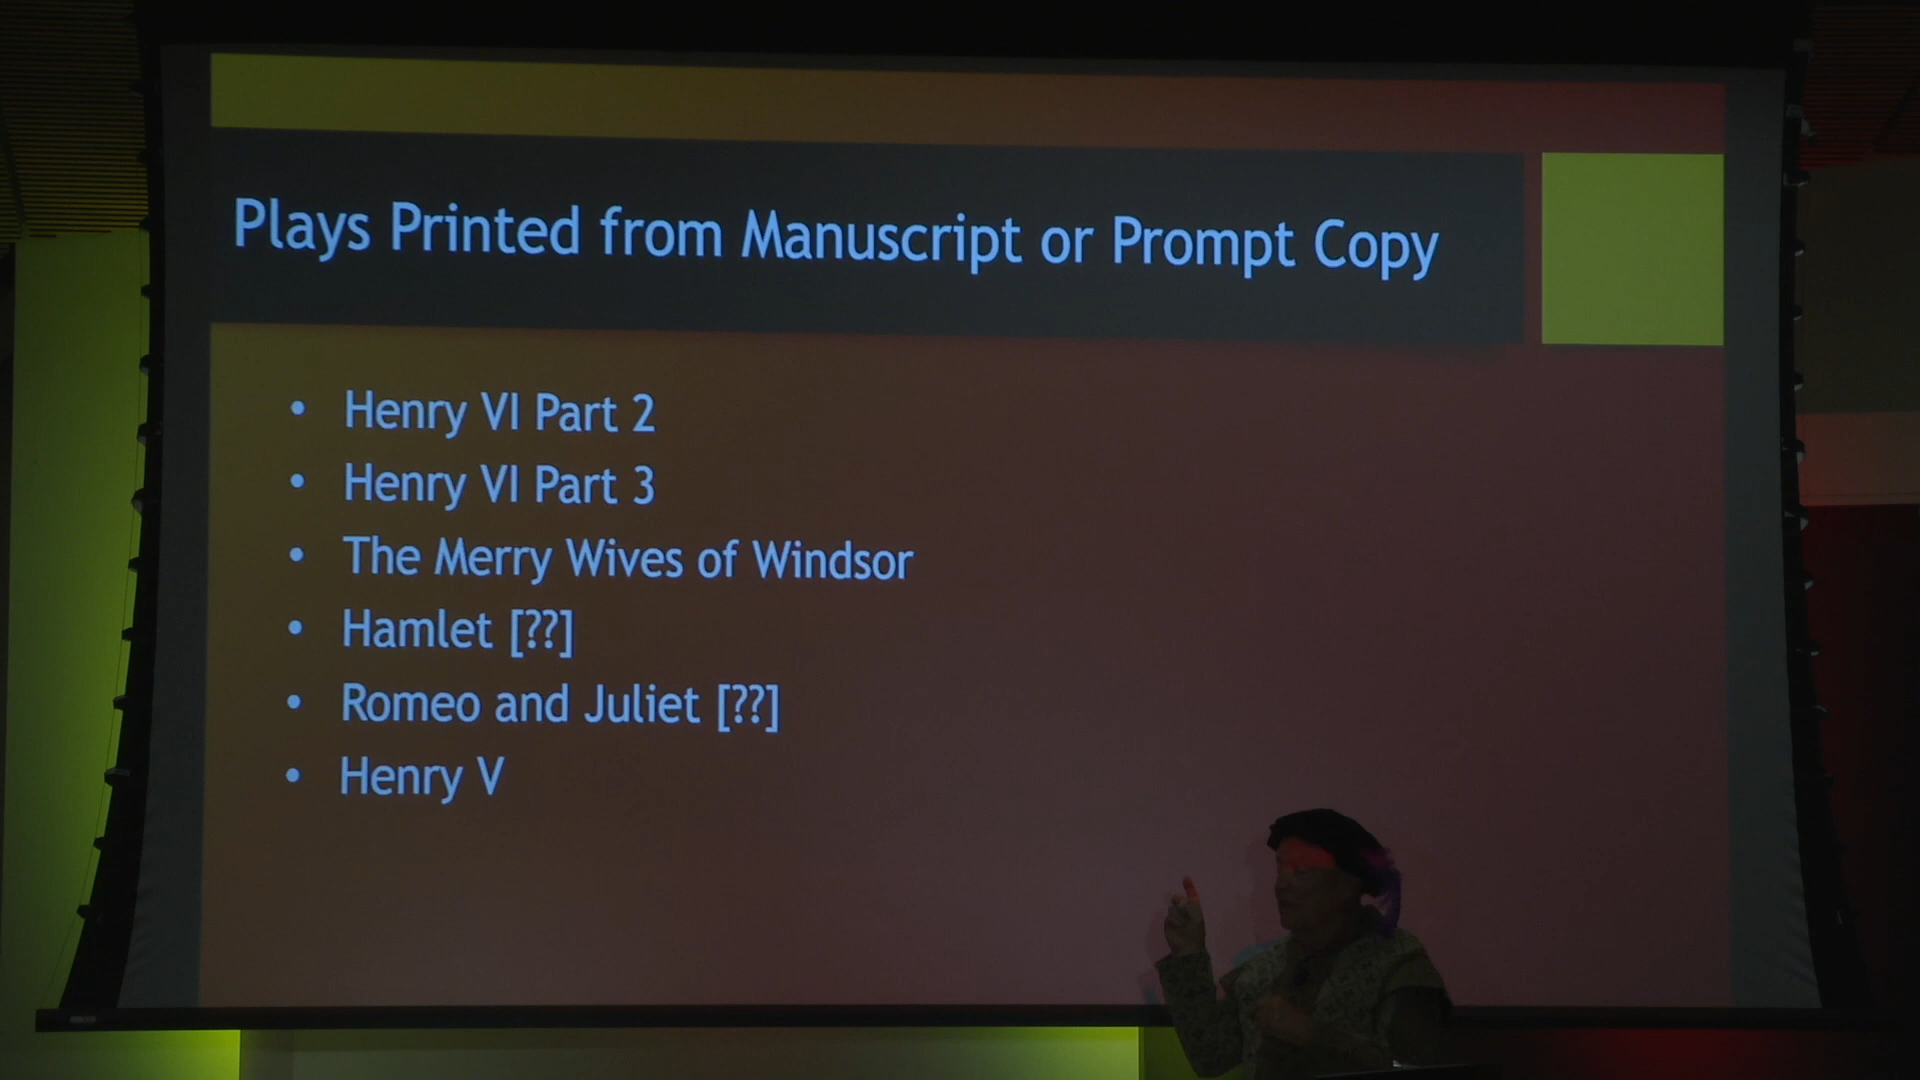 Plays Printed from Manuscript or Prompt Copy
• Henry VI Part 2
• Henry VI Part 3
• The Merry Wives of Windsor
• Hamlet [??]
• Romeo and Juliet [??]
• Henry V